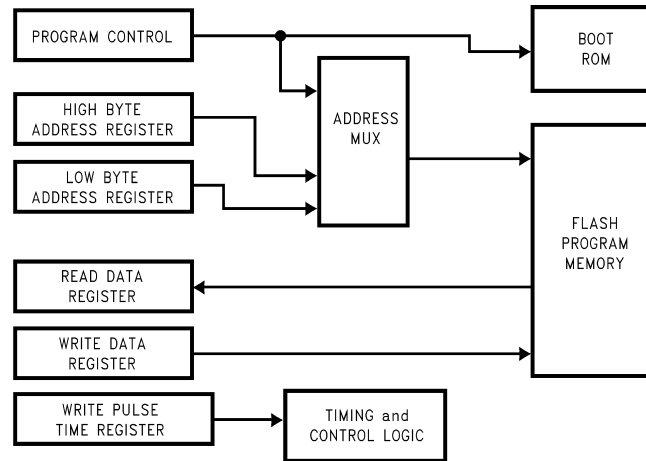 PROGRAM CONTROL
BOOT
ROM
HIGH BYTE
ADDRESS REGISTER
ADDRESS
MUX
LOW BYTE
ADDRESS REGISTER
FLASH
PROGRAM
MEMORY
READ DATA
REGISTER
WRITE DATA
REGISTER
WRITE PULSE
TIME REGISTER
TIMING and
CONTROL LOGIC